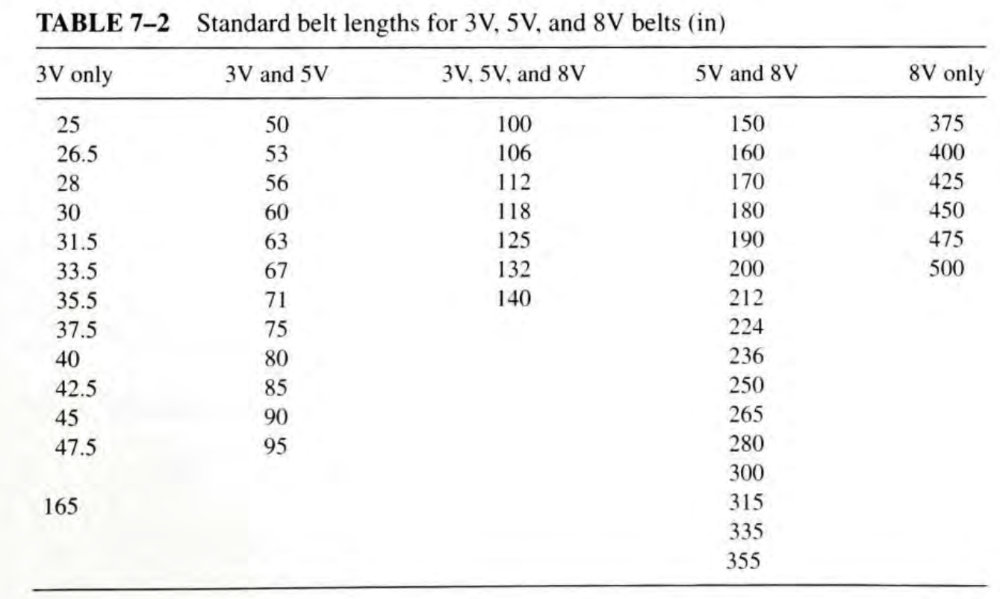 TABLE 7–2 Standard belt lengths for 3V, 5V, and 8V belts (in)
3V only 3V and 5V 3V, 5V, and 8V 5V and 8V 8V only
25 50 100 150 375
26.5 53 106 160 400
28 56 112 170 425
30 60 118 180 450
31.5 63 125 190 475
33.5 67 132 200 500
35.5 71 140 212
37.5 75 224
40 80 236
42.5 85 250
45 90 265
47.5 95 280
300
165 315
335
355